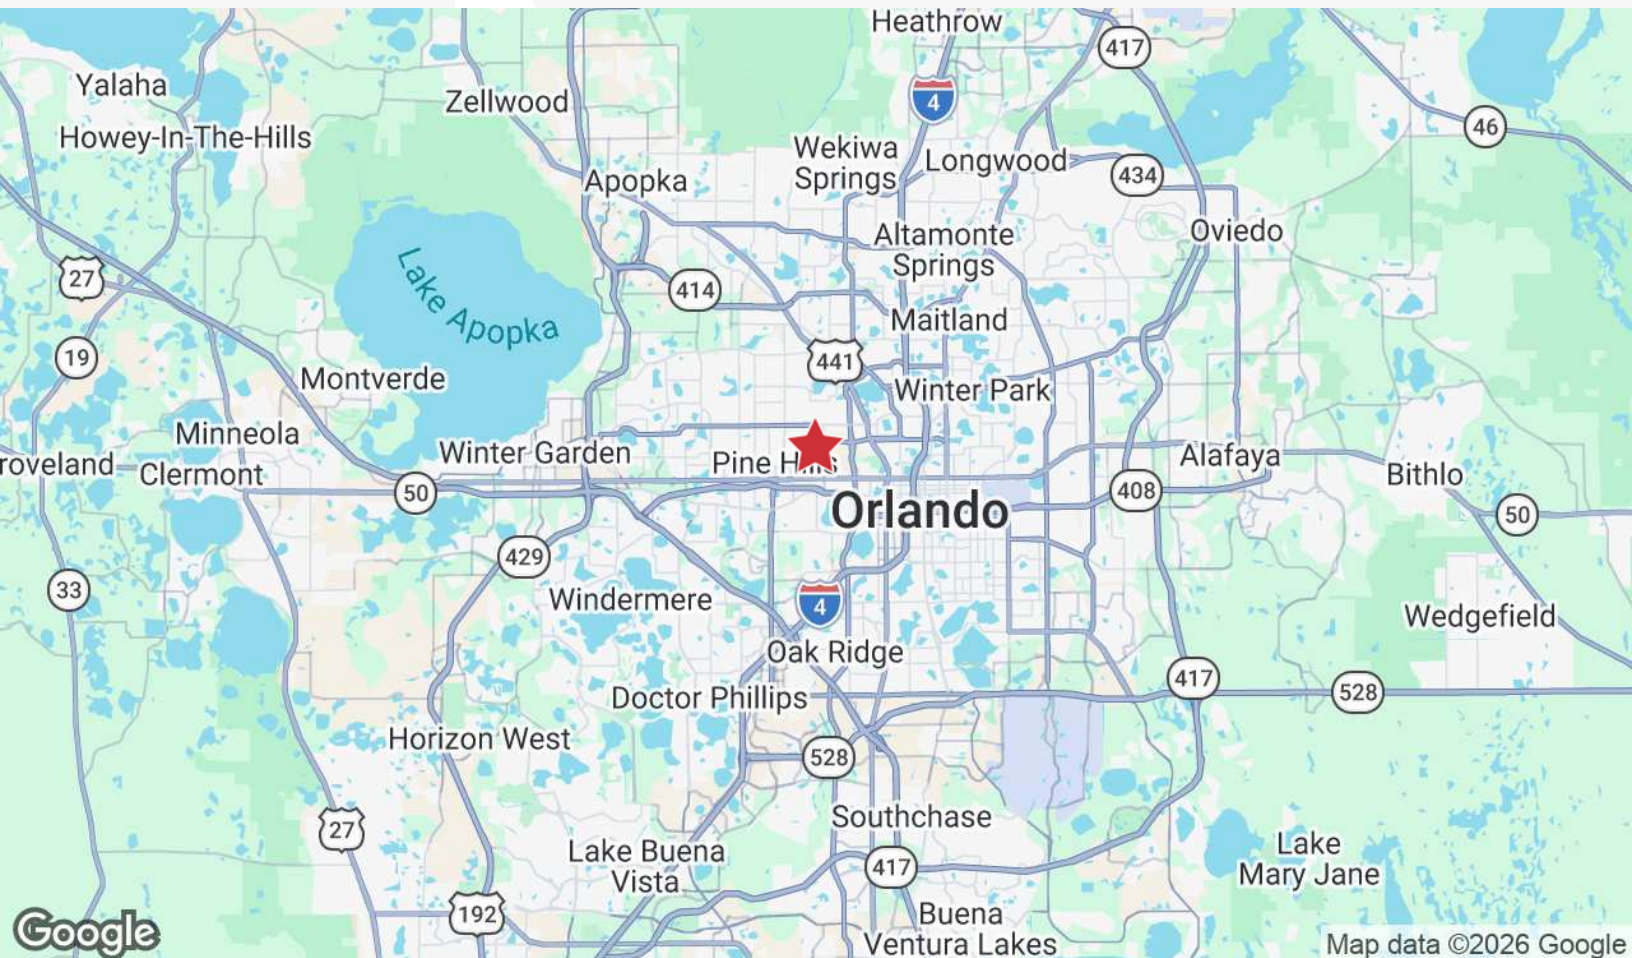 Heathrow
417
Yalaha
4
Zellwood
46
Howey-In-The-Hills
Wekiwa
Springs
Longwood
434
Apopka
Oviedo
Altamonte
Springs
27
414
Lake Apopka
Maitland
19
441
Montverde
Winter Park
Minneola
Winter Garden
Pine Hills
Alafaya
roveland
Clermont
Bithlo
50
408
Orlando
50
429
33
Windermere
4
Wedgefield
Oak Ridge
417
528
Doctor Phillips
Horizon West
528
Southchase
27
Lake Buena
Vista
417
Lake
Mary Jane
192
Buena
Ventura Lakes
Google
Map data ©2026 Google